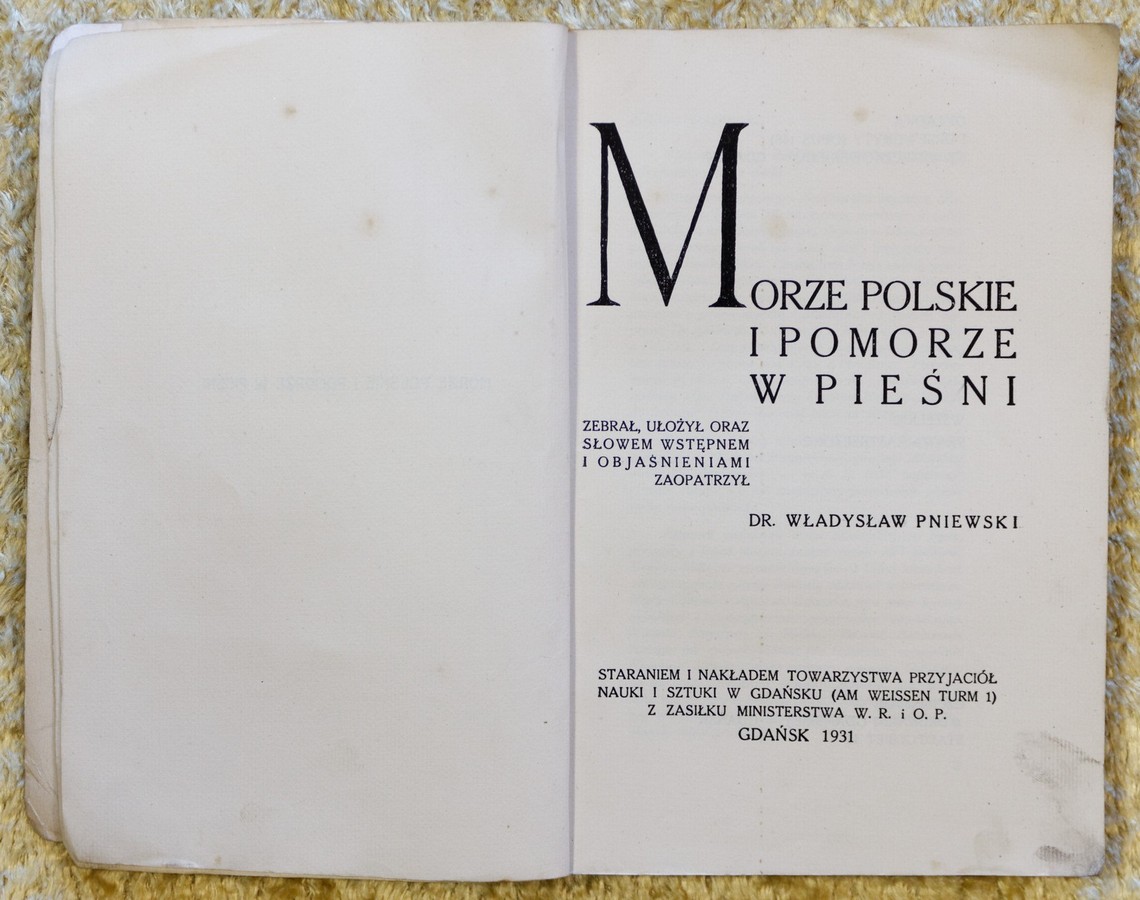 MORZE POLSKIE
I POMORZE
W PIEŚNI
ZEBRAŁ, UŁOŻYŁ ORAZ
SŁOWEM WSTĘPNEM
I OBJAŚNIENIAMI
ZAOPATRZYŁ
DR. WŁADYSŁAW PNIEWSKI
STARANIEM I NAKŁADEM TOWARZYSTWA PRZYJACIÓŁ
NAUKI I SZTUKI W GDAŃSKU (AM WEISSEN TURM 1)
Z ZASIŁKU MINISTERSTWA W. R. i O. P.
GDAŃSK 1931